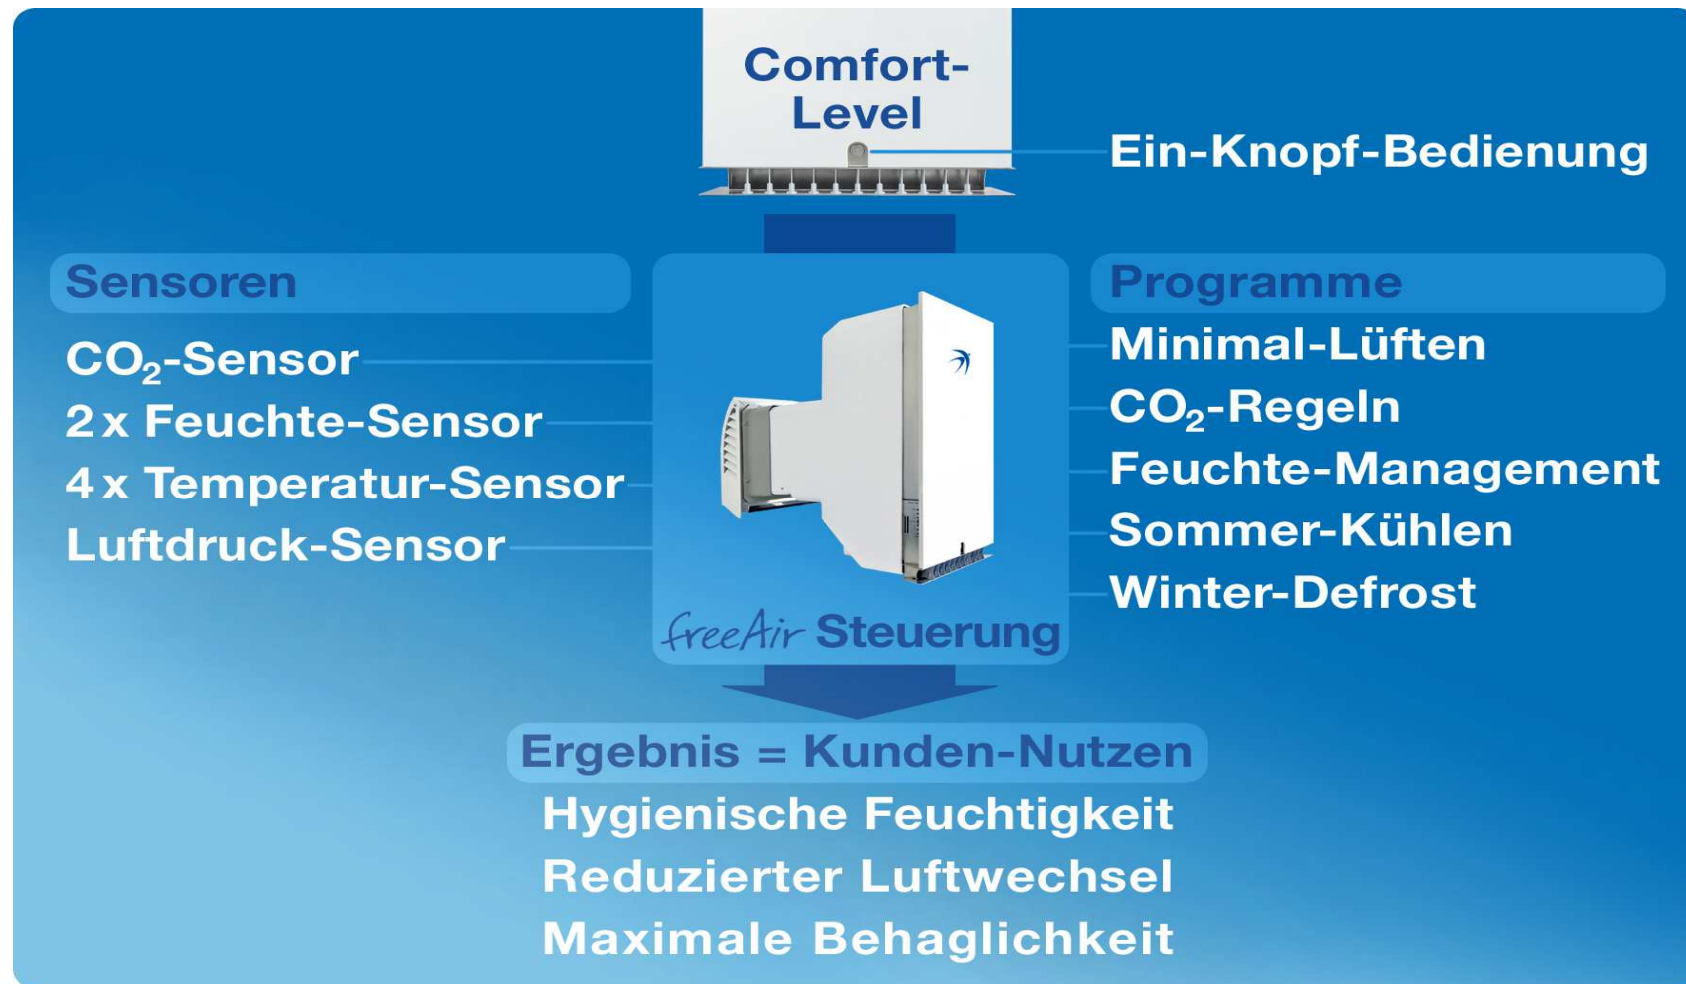 Comfort-
Level
Ein-Knopf-Bedienung
Sensoren
CO₂-Sensor
2 x Feuchte-Sensor
4 x Temperatur-Sensor
Luftdruck-Sensor
freeAir Steuerung
Programme
Minimal-Lüften
CO₂-Regeln
Feuchte-Management
Sommer-Kühlen
Winter-Defrost
Ergebnis = Kunden-Nutzen
Hygienische Feuchtigkeit
Reduzierter Luftwechsel
Maximale Behaglichkeit